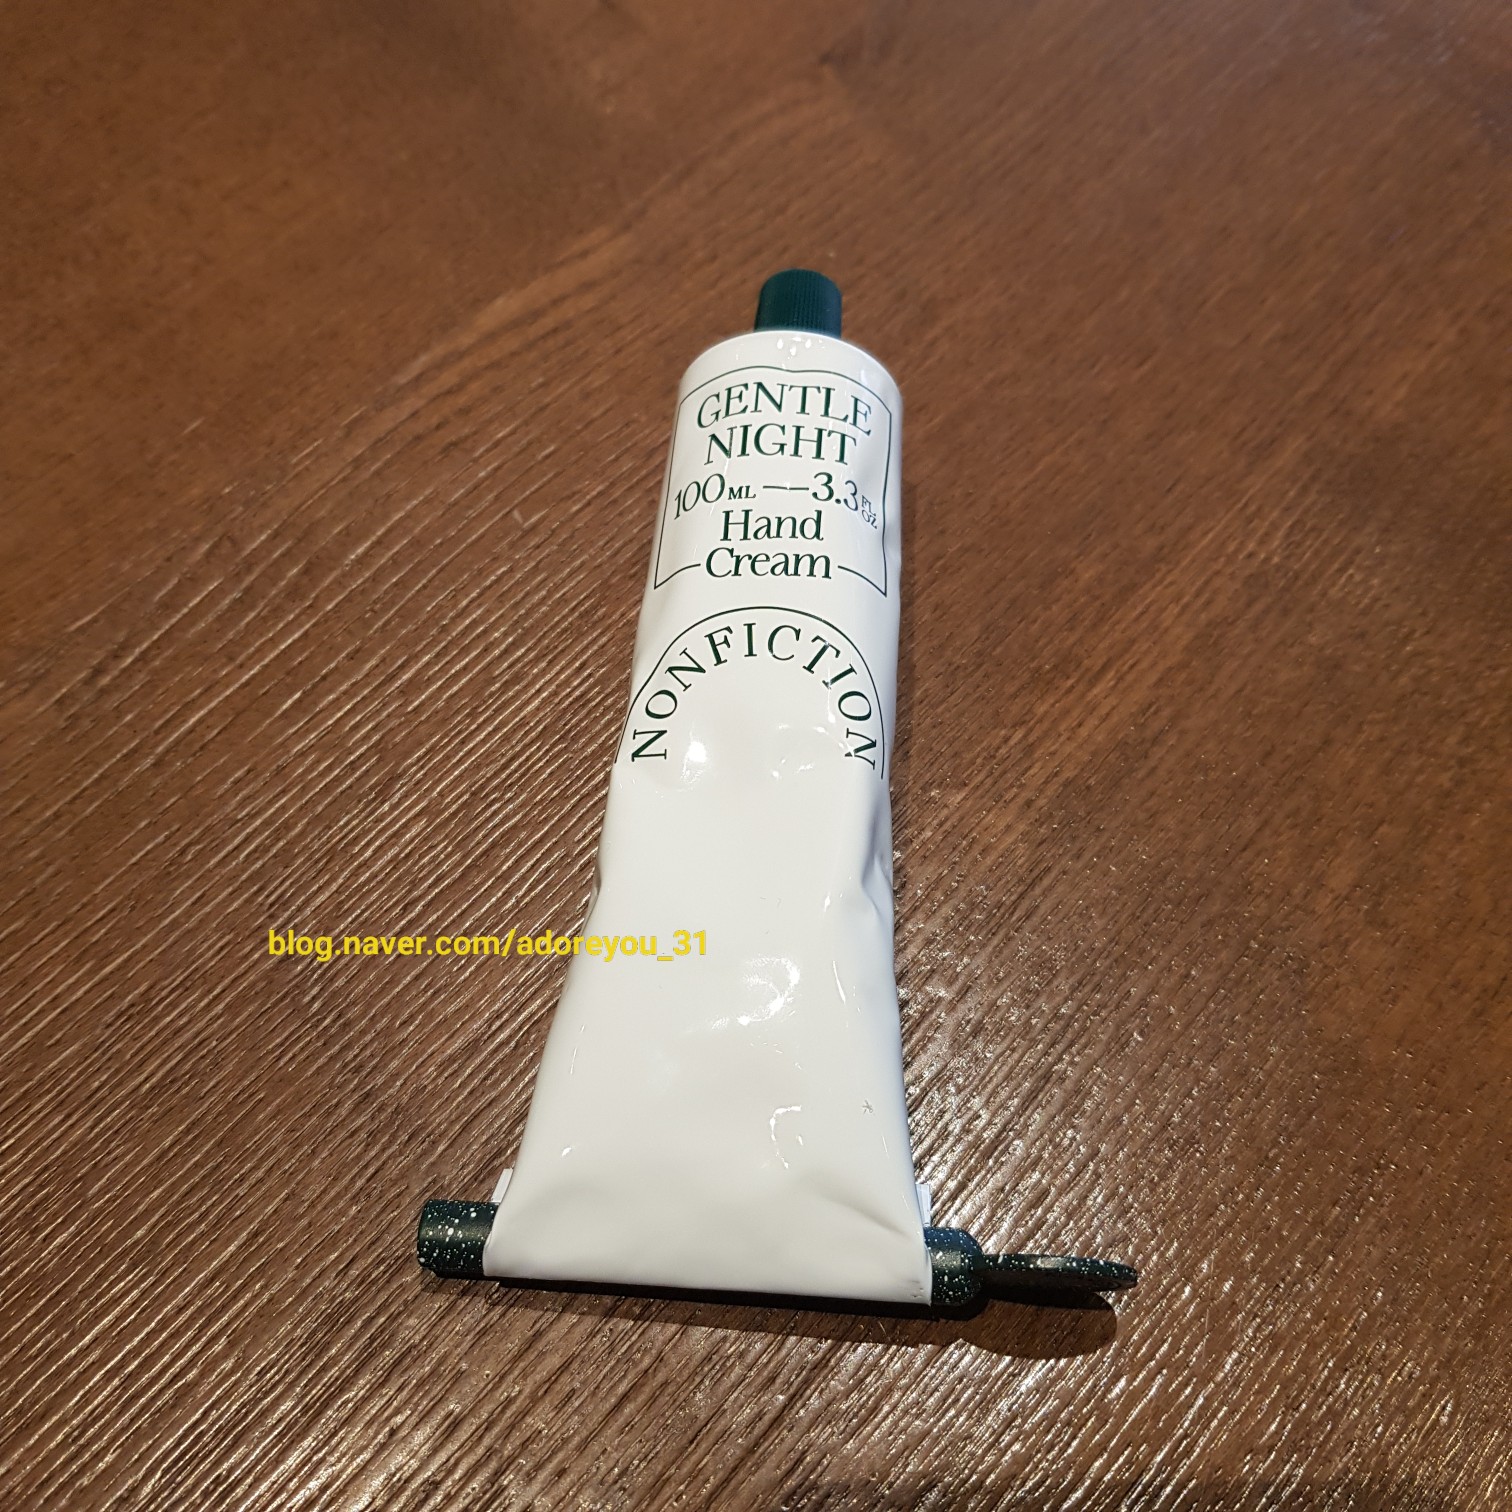 GENTLE
NIGHT
100ML — 3.3 FL. OZ.
Hand
Cream
NONFICTION
blog.naver.com/adoreyou_31